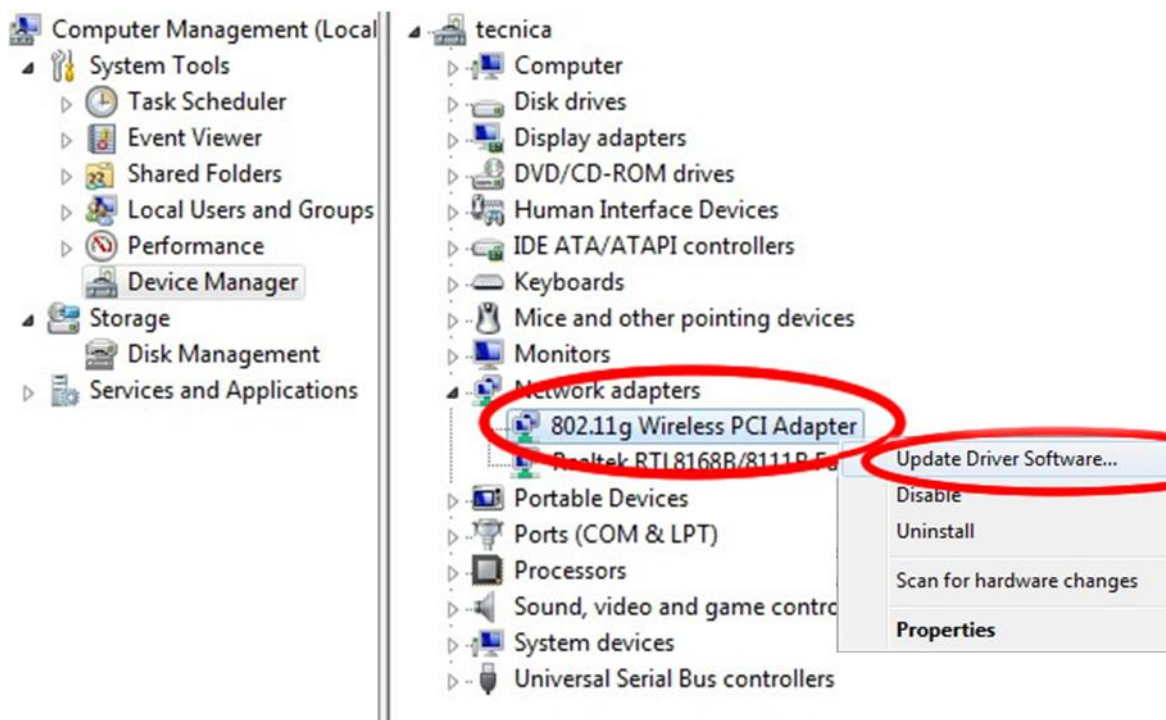 Computer Management (Local
System Tools
Task Scheduler
Event Viewer
Shared Folders
Local Users and Groups
Performance
Device Manager
Storage
Disk Management
Services and Applications
tecnica
Computer
Disk drives
Display adapters
DVD/CD-ROM drives
Human Interface Devices
IDE ATA/ATAPI controllers
Keyboards
Mice and other pointing devices
Monitors
Network adapters
802.11g Wireless PCI Adapter
Realtek RTL8168B/8111B Fa
Portable Devices
Ports (COM & LPT)
Processors
Sound, video and game contro
System devices
Universal Serial Bus controllers
Update Driver Software...
Disable
Uninstall
Scan for hardware changes
Properties